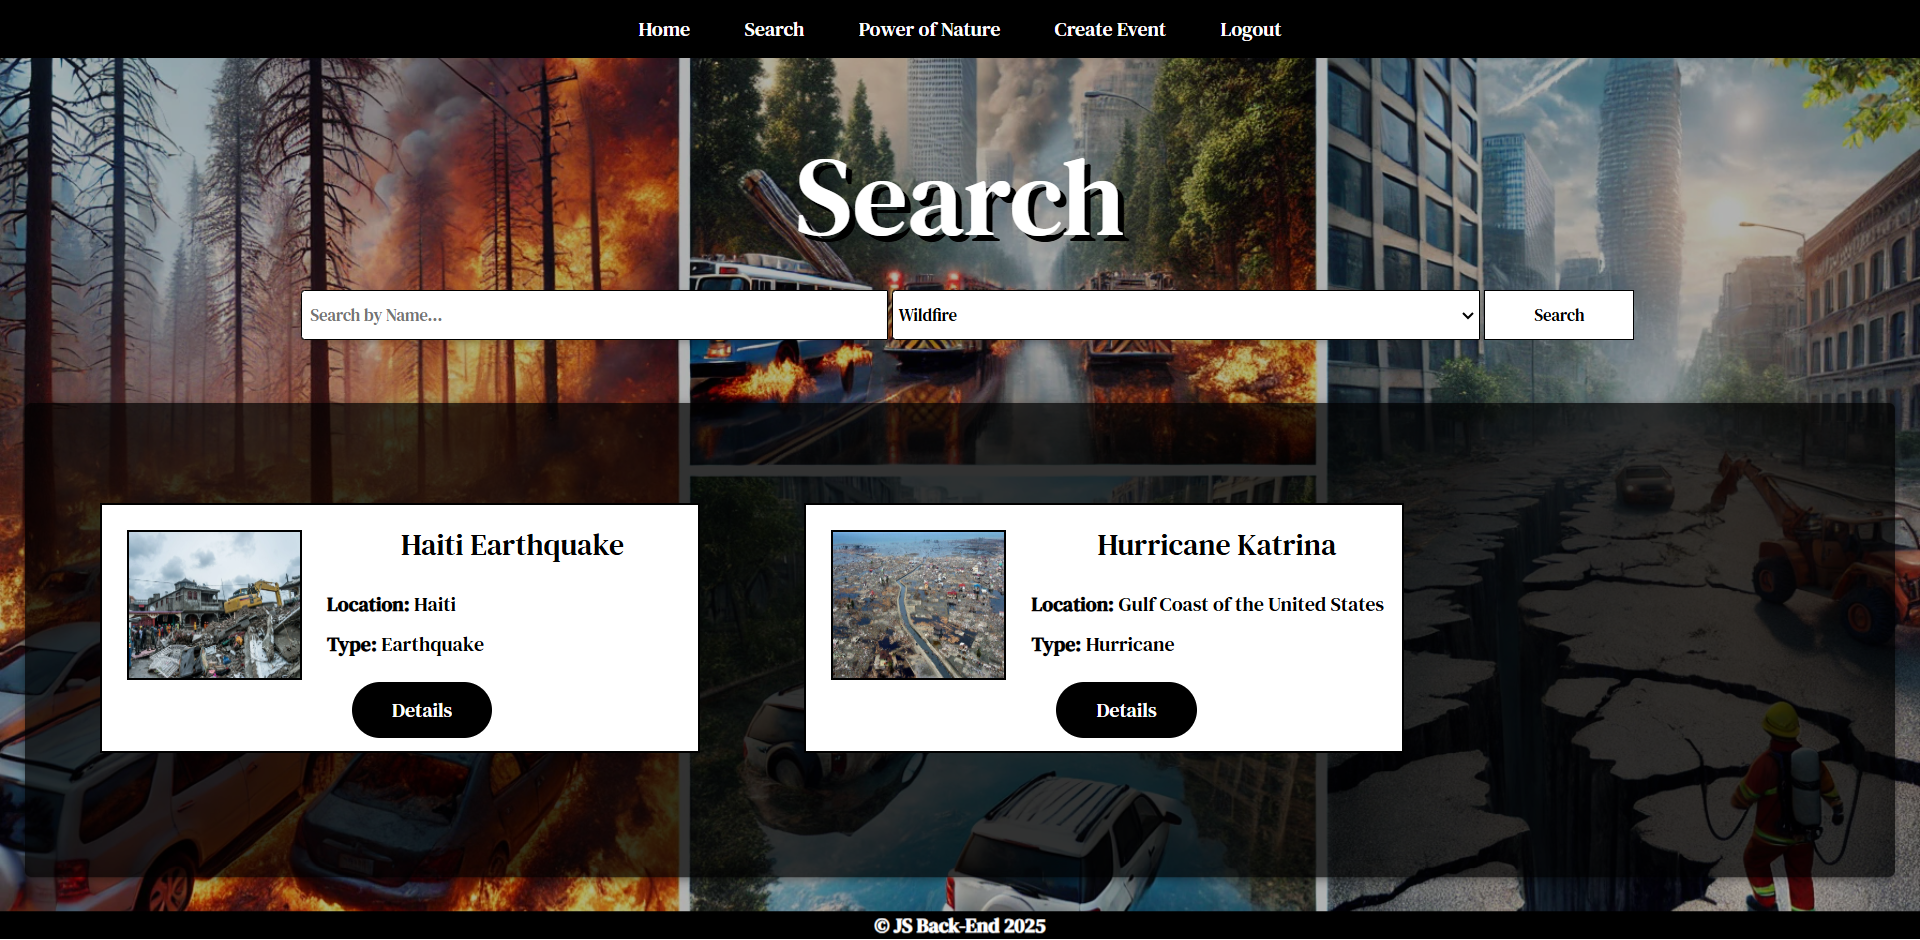 Home Search Power of Nature Create Event Logout
Search
Search by Name... Wildfire Search
Haiti Earthquake
Location: Haiti
Type: Earthquake
Details
Hurricane Katrina
Location: Gulf Coast of the United States
Type: Hurricane
Details
© JS Back-End 2025